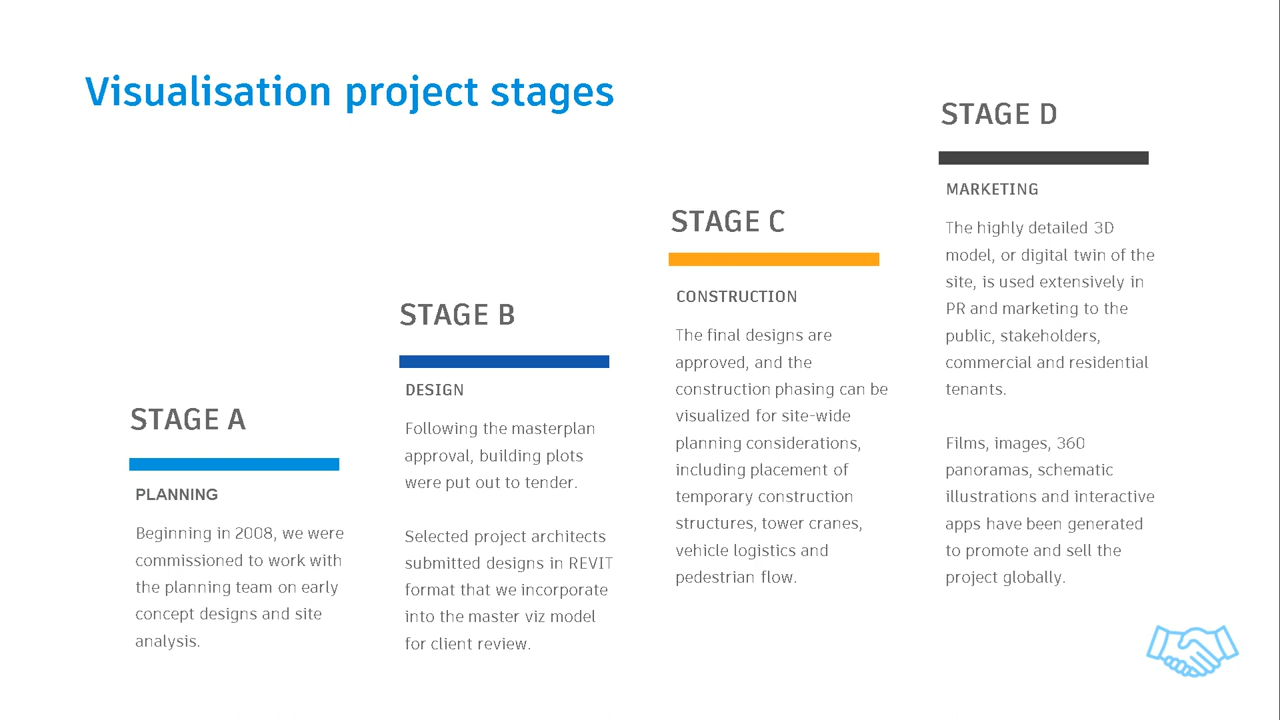 Visualisation project stages
STAGE A
PLANNING
Beginning in 2008, we were
commissioned to work with
the planning team on early
concept designs and site
analysis.
STAGE B
DESIGN
Following the masterplan
approval, building plots
were put out to tender.
Selected project architects
submitted designs in REVIT
format that we incorporate
into the master viz model
for client review.
STAGE C
CONSTRUCTION
The final designs are
approved, and the
construction phasing can be
visualized for site-wide
planning considerations,
including placement of
temporary construction
structures, tower cranes,
vehicle logistics and
pedestrian flow.
STAGE D
MARKETING
The highly detailed 3D
model, or digital twin of the
site, is used extensively in
PR and marketing to the
public, stakeholders,
commercial and residential
tenants.
Films, images, 360
panoramas, schematic
illustrations and interactive
apps have been generated
to promote and sell the
project globally.